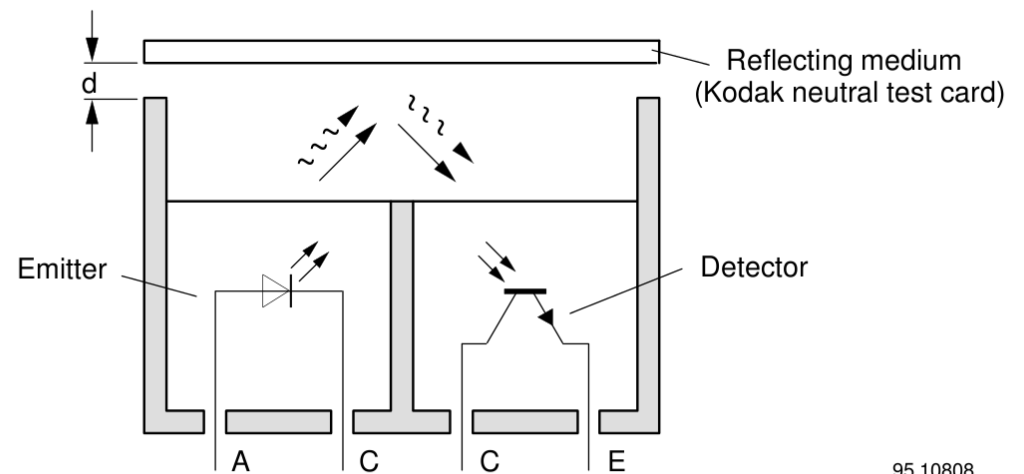 d
Reflecting medium
(Kodak neutral test card)
Emitter
Detector
A C C E
95 10808